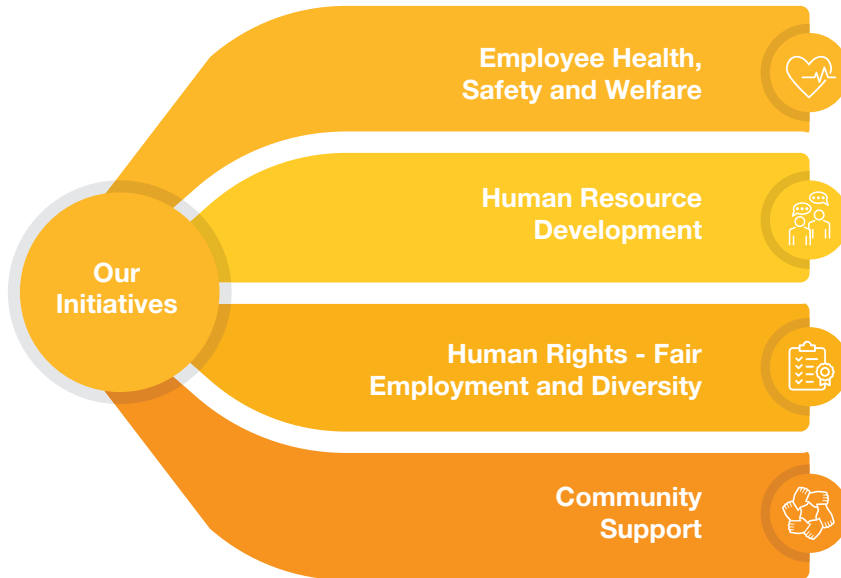 Our
Initiatives
Employee Health,
Safety and Welfare
Human Resource
Development
Human Rights - Fair
Employment and Diversity
Community
Support